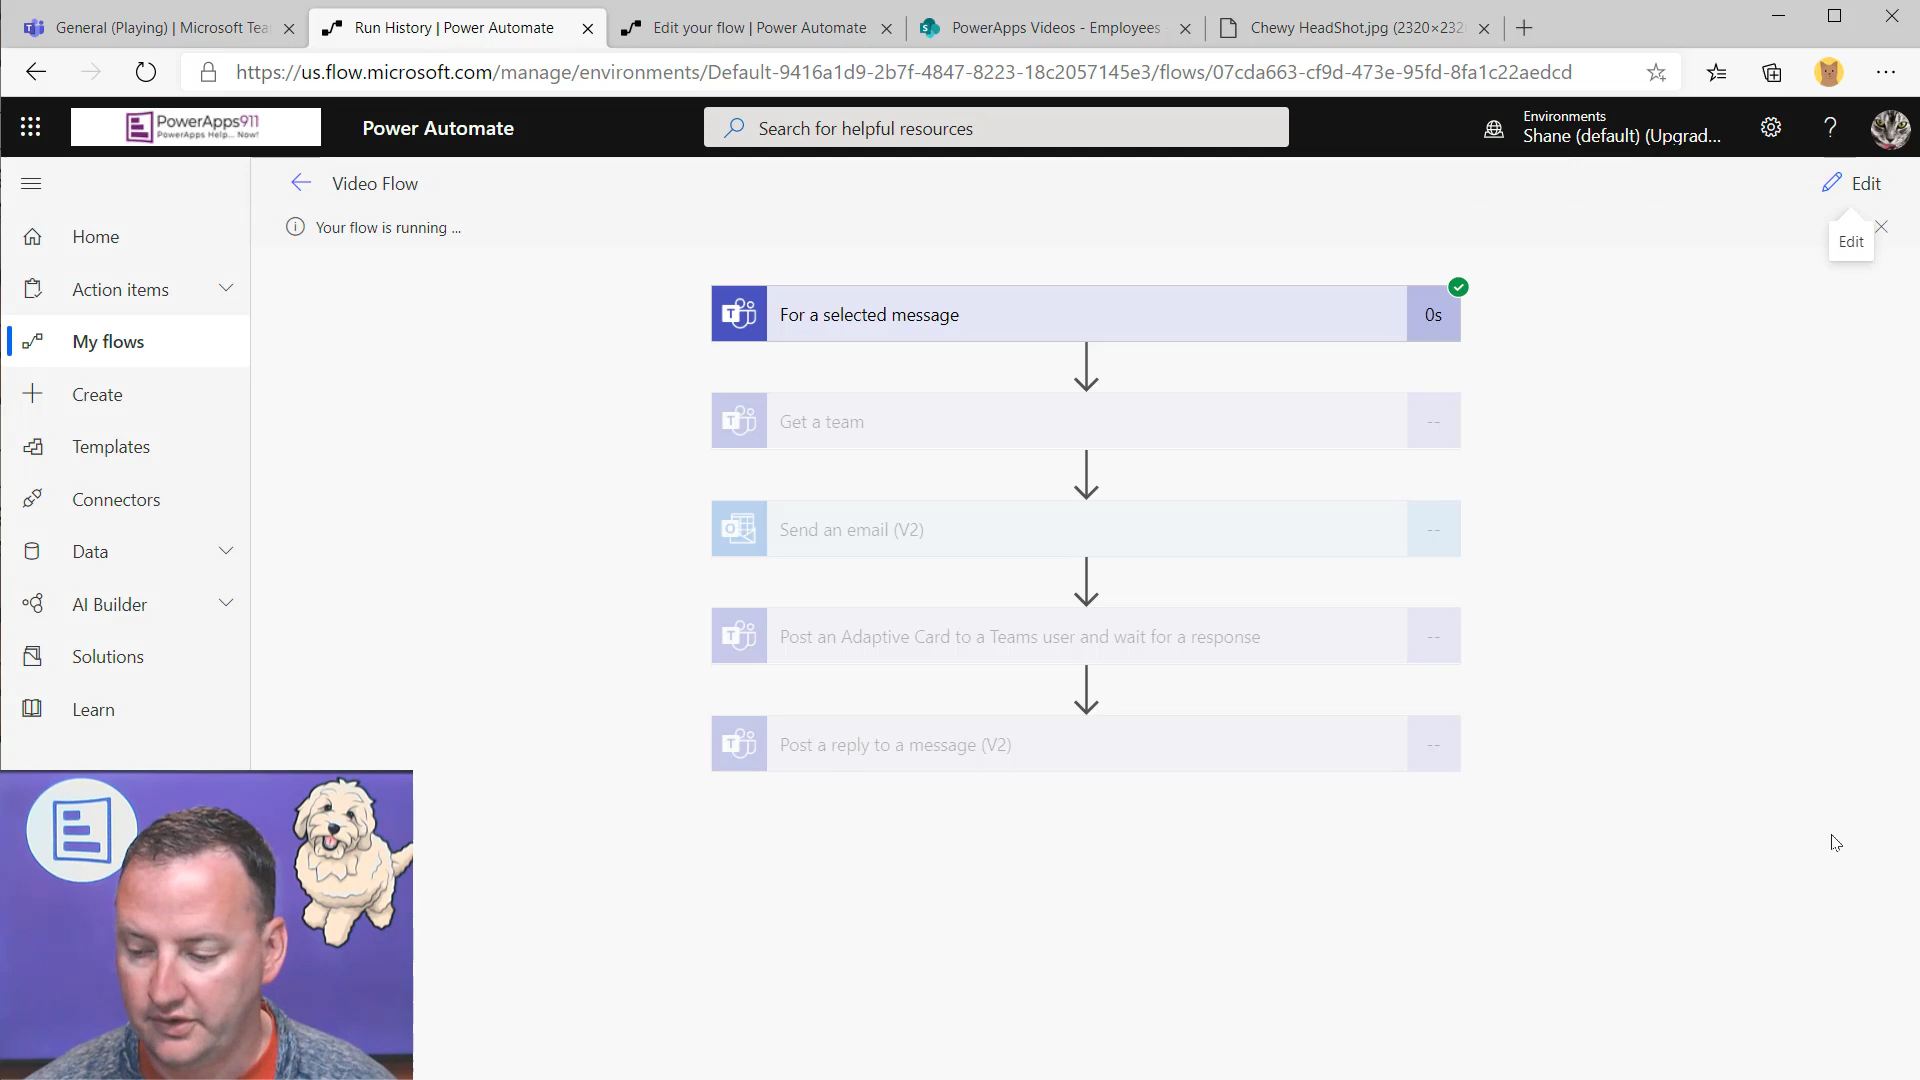 General (Playing) | Microsoft Tea
Run History | Power Automate
Edit your flow | Power Automate
PowerApps Videos - Employees -
Chewy HeadShot.jpg (2320×232
https://us.flow.microsoft.com/manage/environments/Default-9416a1d9-2b7f-4847-8223-18c2057145e3/flows/07cda663-cf9d-473e-95fd-8fa1c22aedcd
PowerApps911
PowerApps Help... Now!
Power Automate
Search for helpful resources
Environments
Shane (default) (Upgrad...
Video Flow
Edit
Your flow is running ...
Edit
Home
Action items
My flows
Create
Templates
Connectors
Data
AI Builder
Solutions
Learn
For a selected message
0s
Get a team
--
Send an email (V2)
--
Post an Adaptive Card to a Teams user and wait for a response
--
Post a reply to a message (V2)
--